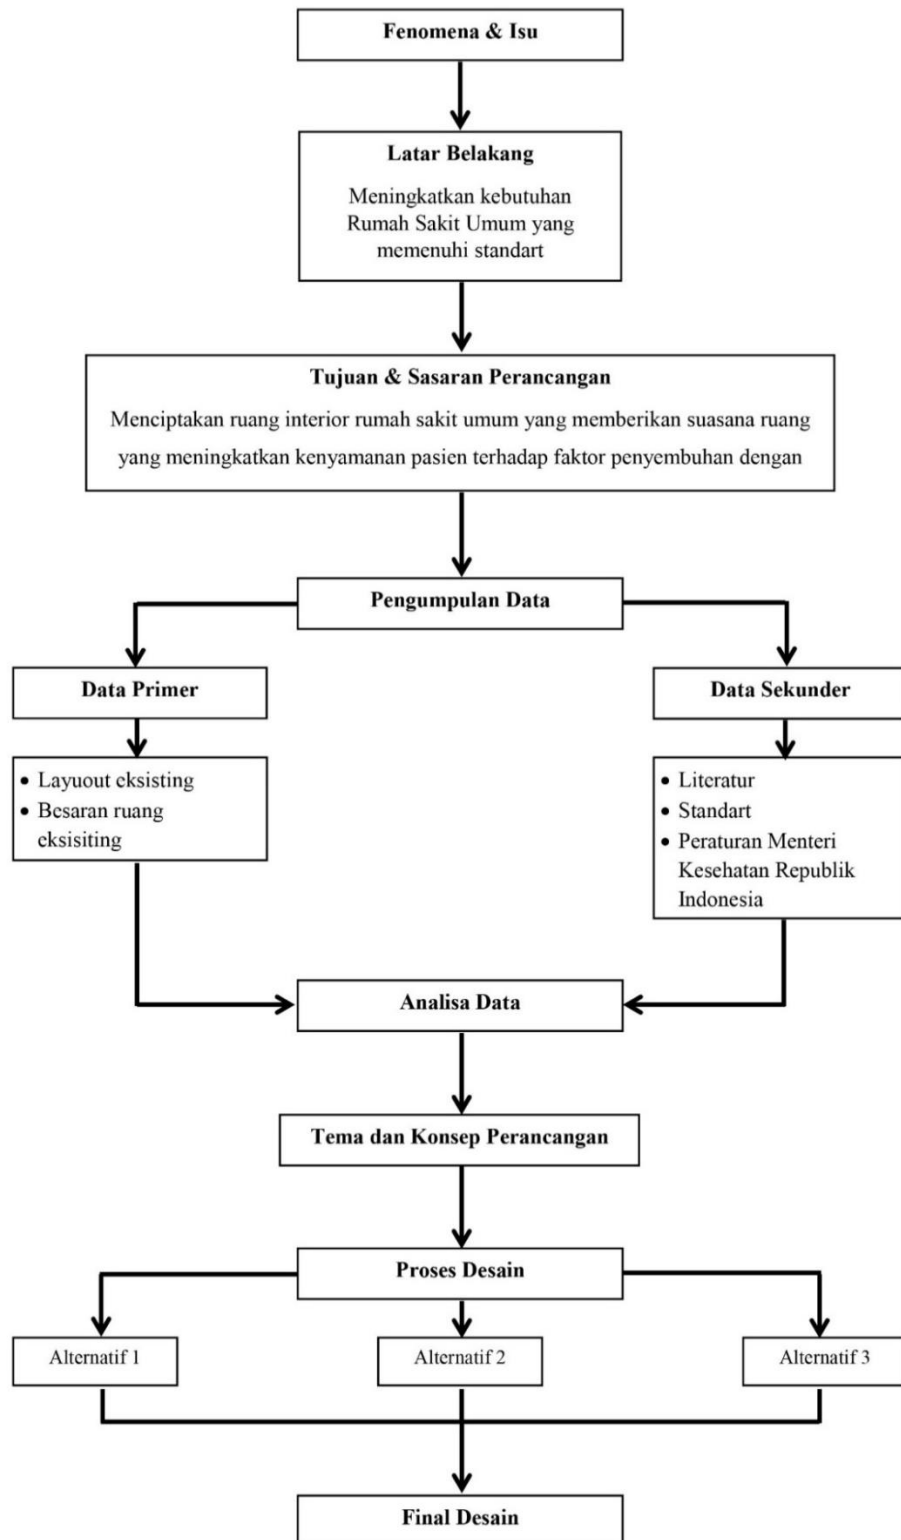 Fenomena & Isu
Latar Belakang
Meningkatkan kebutuhan
Rumah Sakit Umum yang
memenuhi standart
Tujuan & Sasaran Perancangan
Menciptakan ruang interior rumah sakit umum yang memberikan suasana ruang
yang meningkatkan kenyamanan pasien terhadap faktor penyembuhan dengan
Pengumpulan Data
Data Primer
Data Sekunder
• Layuout eksisting
• Besaran ruang
eksisiting
• Literatur
• Standart
• Peraturan Menteri
Kesehatan Republik
Indonesia
Analisa Data
Tema dan Konsep Perancangan
Proses Desain
Alternatif 1
Alternatif 2
Alternatif 3
Final Desain